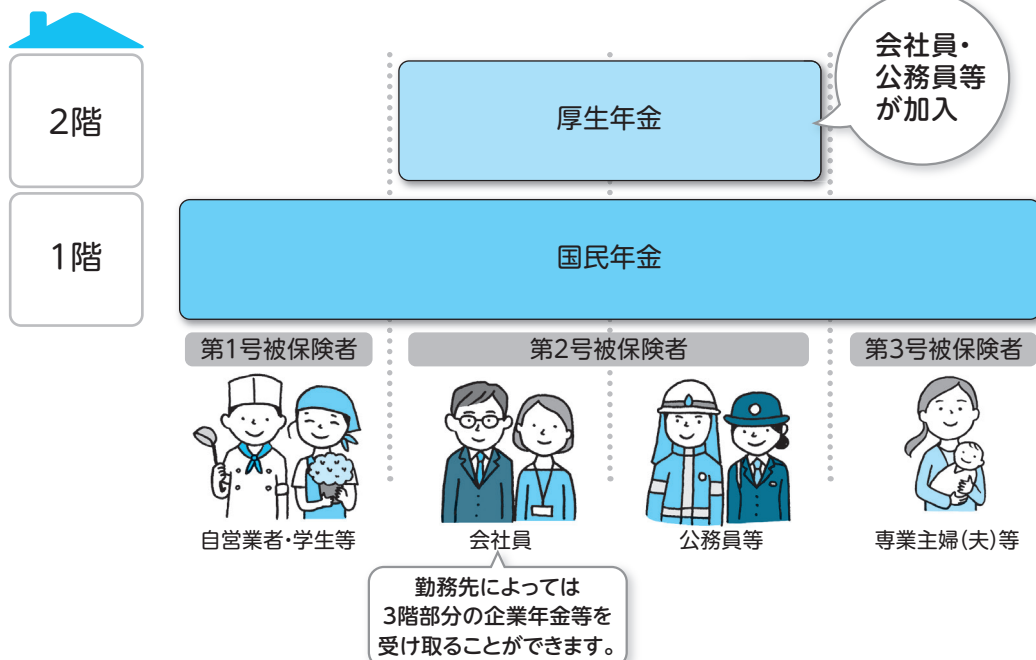 会社員・
公務員等
が加入
2階
厚生年金
1階
国民年金
第1号被保険者
第2号被保険者
第3号被保険者
自営業者・学生等
会社員
公務員等
専業主婦(夫)等
勤務先によっては
3階部分の企業年金等を
受け取ることができます。